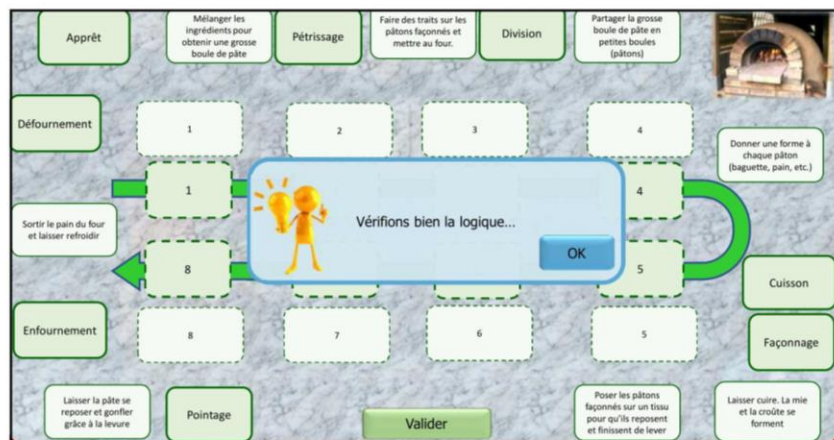 Apprêt
Mélanger les
ingrédients pour
obtenir une grosse
boule de pâte
Pétrissage
Faire des traits sur les
pâtons façonnés et
mettre au four.
Division
Partager la grosse
boule de pâte en
petites boules
(pâtons)
Défournement
1
2
3
4
Donner une forme à
chaque pâton
(baguette, pain, etc.)
1
4
Vérifions bien la logique...
OK
Sortir le pain du four
et laisser refroidir
8
5
Cuisson
Enfournement
8
7
6
5
Façonnage
Laisser la pâte se
reposer et gonfler
grâce à la levure
Pointage
Valider
Poser les pâtons
façonnés sur un tissu
pour qu'ils reposent
et finissent de lever
Laisser cuire. La mie
et la croûte se
forment